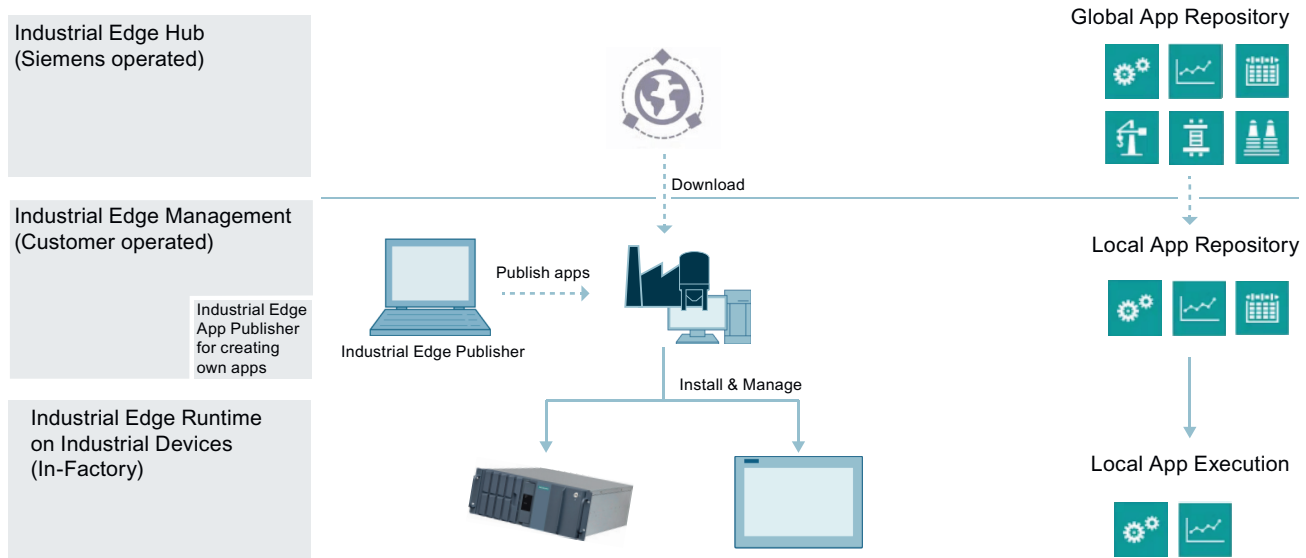 Industrial Edge Hub
(Siemens operated)
Global App Repository
Download
Industrial Edge Management
(Customer operated)
Industrial Edge
App Publisher
for creating
own apps
Publish apps
Industrial Edge Publisher
Local App Repository
Install & Manage
Industrial Edge Runtime
on Industrial Devices
(In-Factory)
Local App Execution